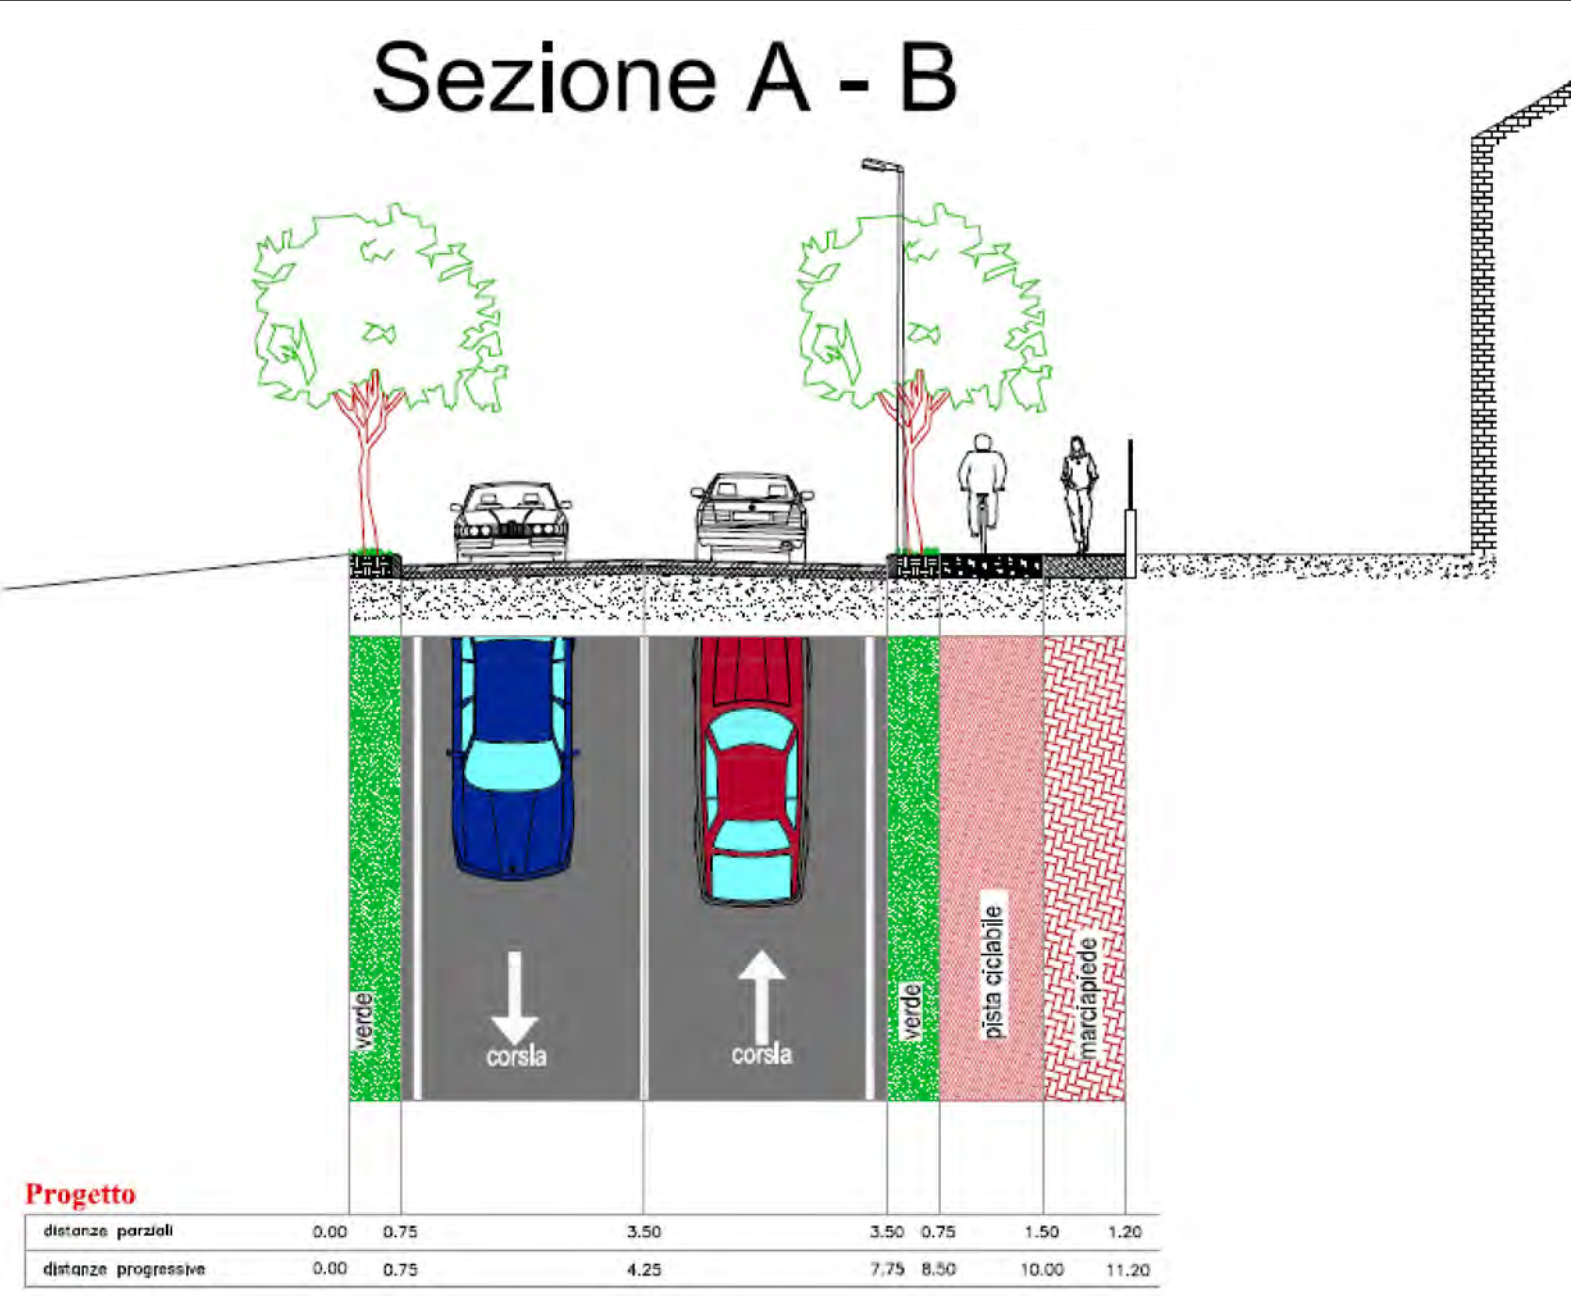 Sezione A - B
verde
corsia
corsia
verde
pista ciclabile
marciapiede
Progetto
distanze parziali 0.00 0.75 3.50 3.50 0.75 1.50 1.20
distanze progressive 0.00 0.75 4.25 7.75 8.50 10.00 11.20